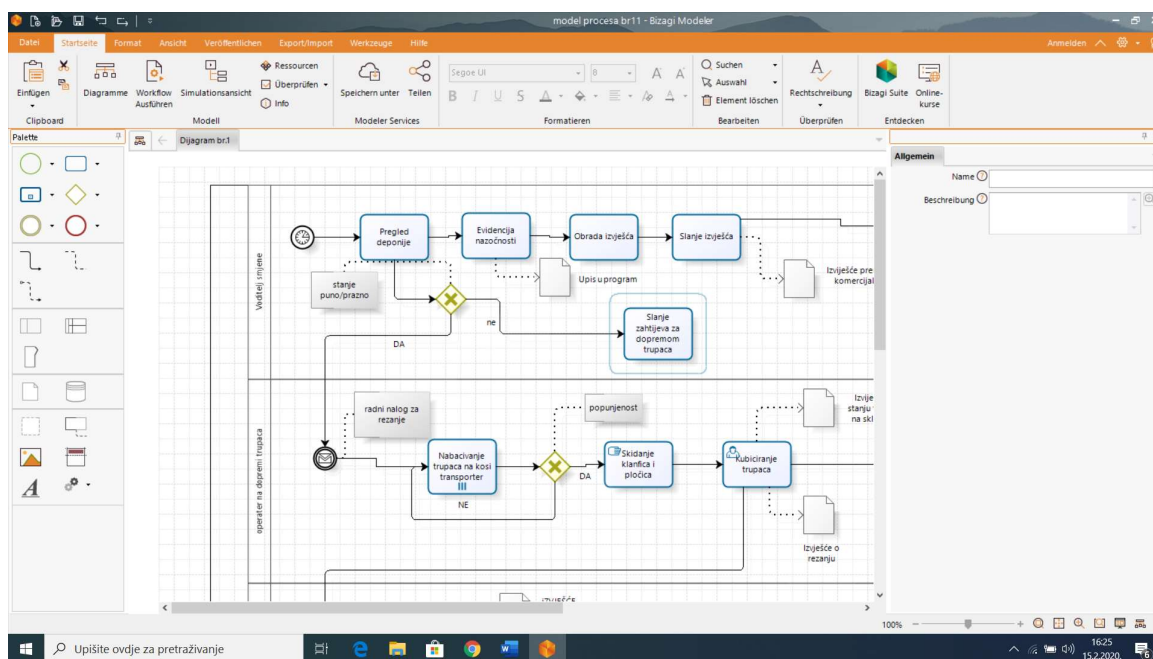 model procesa br11 - Bizagi Modeler
Datei Startseite Format Ansicht Veröffentlichen Export/Import Werkzeuge Hilfe Anmelden
Einfügen
Clipboard
Diagramme
Workflow
Ausführen
Simulationsansicht
Ressourcen
Überprüfen
Info
Modell
Speichern unter
Teilen
Modeler Services
Segoe UI 8 A A
B I U S A A
Formatieren
Suchen
Auswahl
Element löschen
Bearbeiten
Rechtschreibung
Überprüfen
Bizagi Suite
Online-
kurse
Entdecken
Palette
Dijagram br.1
Allgemein
Name
Beschreibung
Voditelj smjene
Pregled
deponije
Evidencija
nazočnosti
Obrada izvješća
Slanje izvješća
stanje
puno/prazno
Upis u program
Izviješće pre
komercijal
ne
DA
Slanje
zahtijeva za
dopremom
trupaca
operater na dopremi trupaca
radni nalog za
rezanje
popunjenost
Izvije
stanju
na skl
Nabacivanje
trupaca na kosi
transporter
NE
DA
Skidanje
klanfica i
pločica
Kubiciranje
trupaca
Izvješće o
rezanju
A
100%
Upišite ovdje za pretraživanje
16:25
15.2.2020.